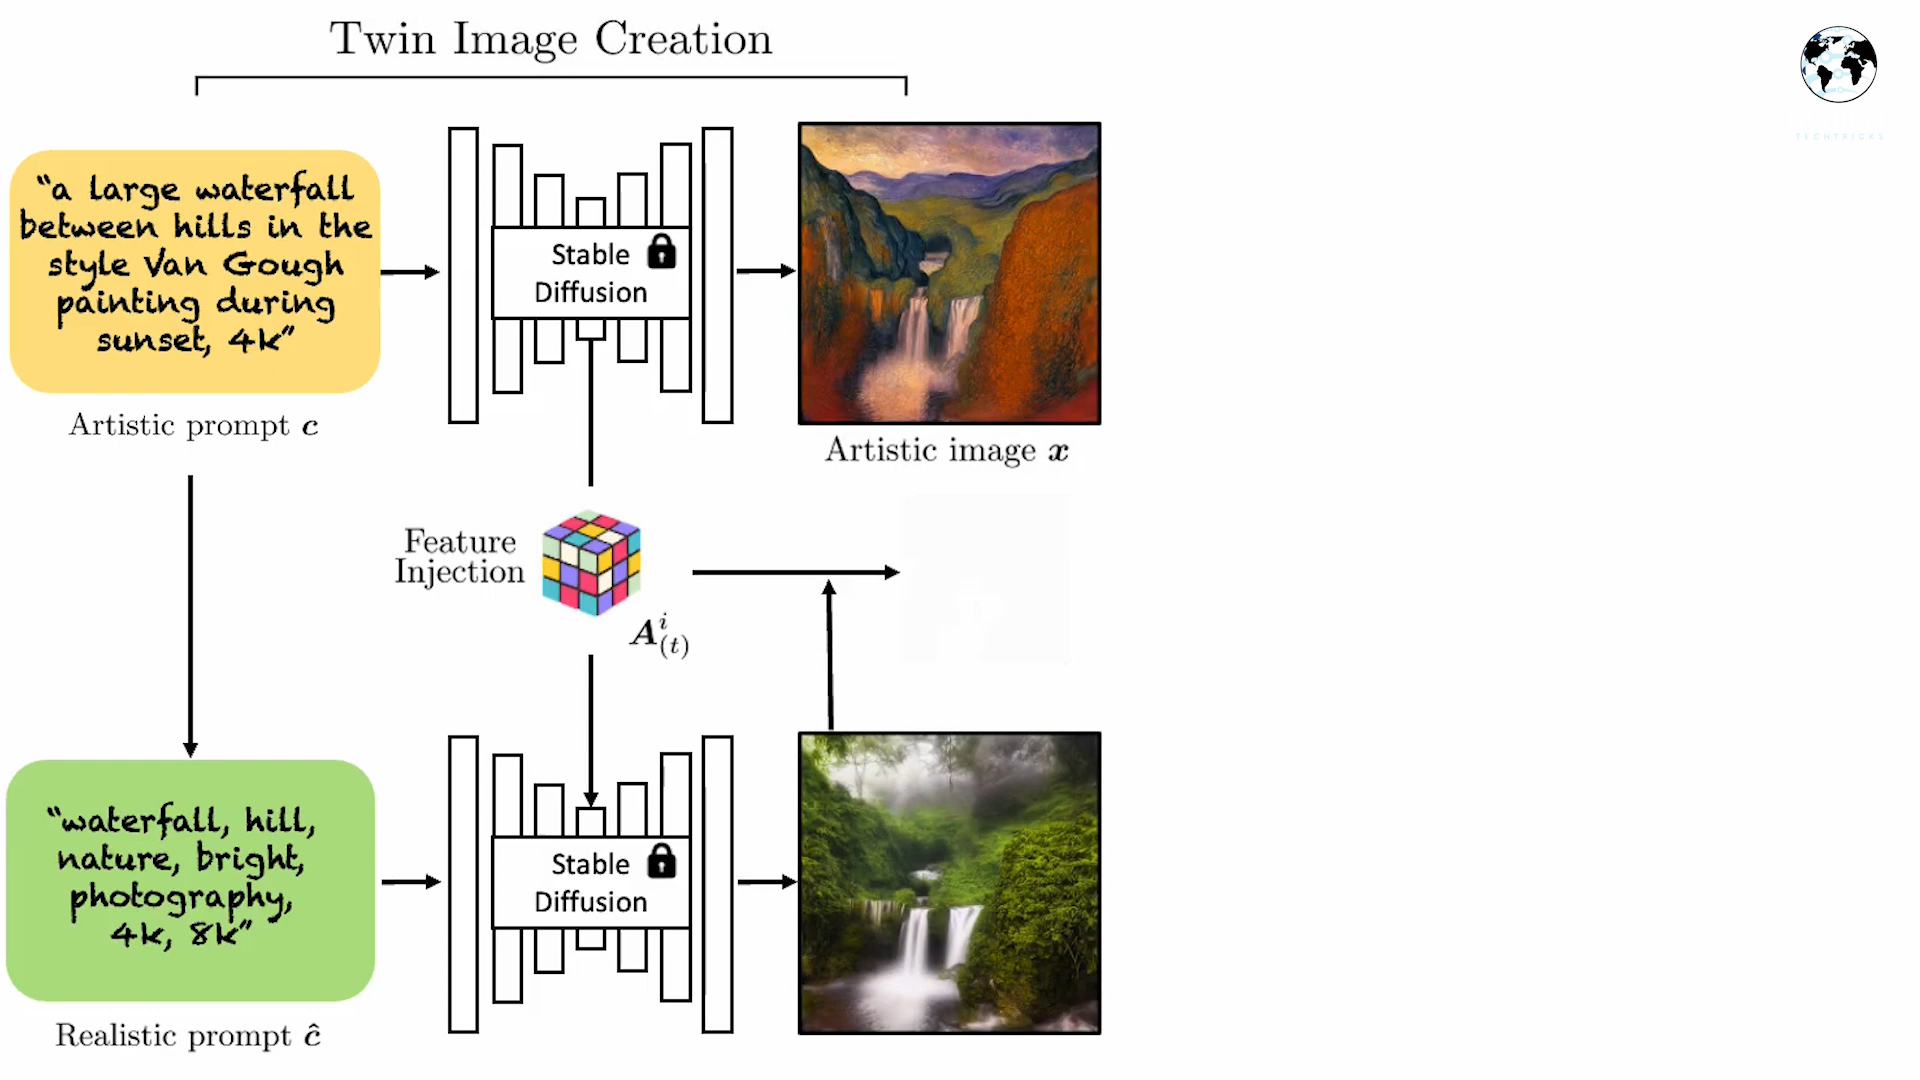 Twin Image Creation
“a large waterfall
between hills in the
style Van Gough
painting during
sunset, 4k”
Artistic prompt c
Stable
Diffusion
Artistic image x
Feature
Injection
A^i_(t)
“waterfall, hill,
nature, bright,
photography,
4k, 8k”
Realistic prompt ĉ
Stable
Diffusion
TECHTRICKS